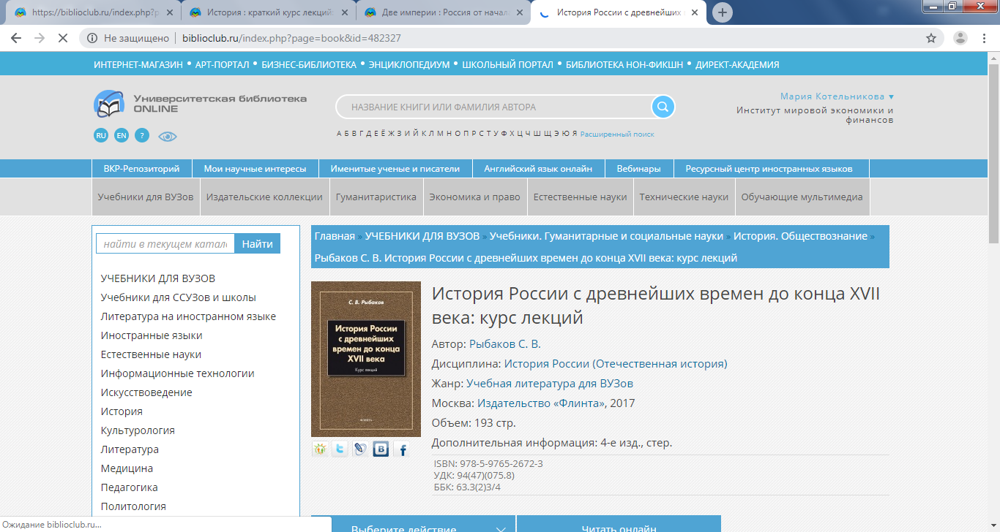 https://biblioclub.ru/index.php?p
История : краткий курс лекций
Две империи : Россия от начал
История России с древнейших
Не защищено
biblioclub.ru/index.php?page=book&id=482327
ИНТЕРНЕТ-МАГАЗИН • АРТ-ПОРТАЛ • БИЗНЕС-БИБЛИОТЕКА • ЭНЦИКЛОПЕДИУМ • ШКОЛЬНЫЙ ПОРТАЛ • БИБЛИОТЕКА НОН-ФИКШН • ДИРЕКТ-АКАДЕМИЯ
Университетская библиотека
ONLINE
НАЗВАНИЕ КНИГИ ИЛИ ФАМИЛИЯ АВТОРА
Мария Котельникова ▼
Институт мировой экономики и
финансов
RU EN ?
А Б В Г Д Е Ё Ж З И Й К Л М Н О П Р С Т У Ф Х Ц Ч Ш Щ Э Ю Я Расширенный поиск
ВКР-Репозиторий
Мои научные интересы
Именитые ученые и писатели
Английский язык онлайн
Вебинары
Ресурсный центр иностранных языков
Учебники для ВУЗов
Издательские коллекции
Гуманитаристика
Экономика и право
Естественные науки
Технические науки
Обучающие мультимедиа
найти в текущем катал
Найти
УЧЕБНИКИ ДЛЯ ВУЗОВ
Учебники для ССУЗов и школы
Литература на иностранном языке
Иностранные языки
Естественные науки
Информационные технологии
Искусствоведение
История
Культурология
Литература
Медицина
Педагогика
Политология
Главная » УЧЕБНИКИ ДЛЯ ВУЗОВ » Учебники. Гуманитарные и социальные науки » История. Обществознание »
Рыбаков С. В. История России с древнейших времен до конца XVII века: курс лекций
С. В. Рыбаков
История России
с древнейших
времен до конца
XVII века
Курс лекций
ФЛИНТА
История России с древнейших времен до конца XVII
века: курс лекций
Автор: Рыбаков С. В.
Дисциплина: История России (Отечественная история)
Жанр: Учебная литература для ВУЗов
Москва: Издательство «Флинта», 2017
Объем: 193 стр.
Дополнительная информация: 4-е изд., стер.
ISBN: 978-5-9765-2672-3
УДК: 94(47)(075.8)
ББК: 63.3(2)3/4
Выберите действие
Читать онлайн
Ожидание biblioclub.ru...